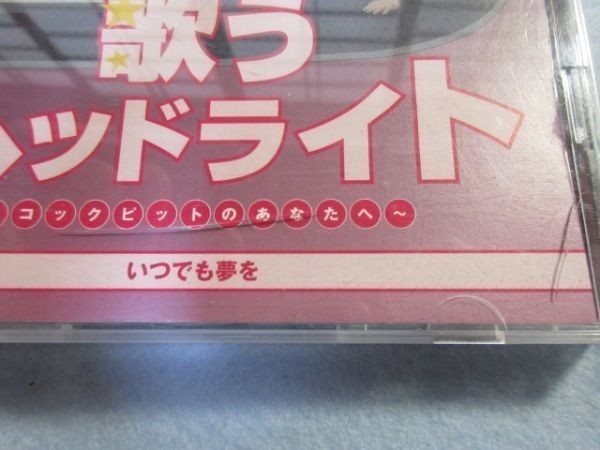 歌う
ヘッドライト
コックピットのあなたへ～
いつでも夢を